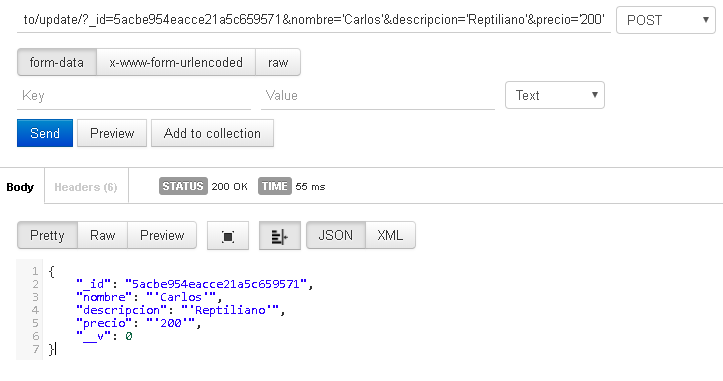 to/update/?_id=5acbe954eacce21a5c659571&nombre='Carlos'&descripcion='Reptiliano'&precio='200' POST
form-data x-www-form-urlencoded raw
Key Value Text
Send Preview Add to collection
Body Headers (6) STATUS 200 OK TIME 55 ms
Pretty Raw Preview JSON XML
1 {
2 "_id": "5acbe954eacce21a5c659571",
3 "nombre": "'Carlos'",
4 "descripcion": "'Reptiliano'",
5 "precio": "'200'",
6 "__v": 0
7 }